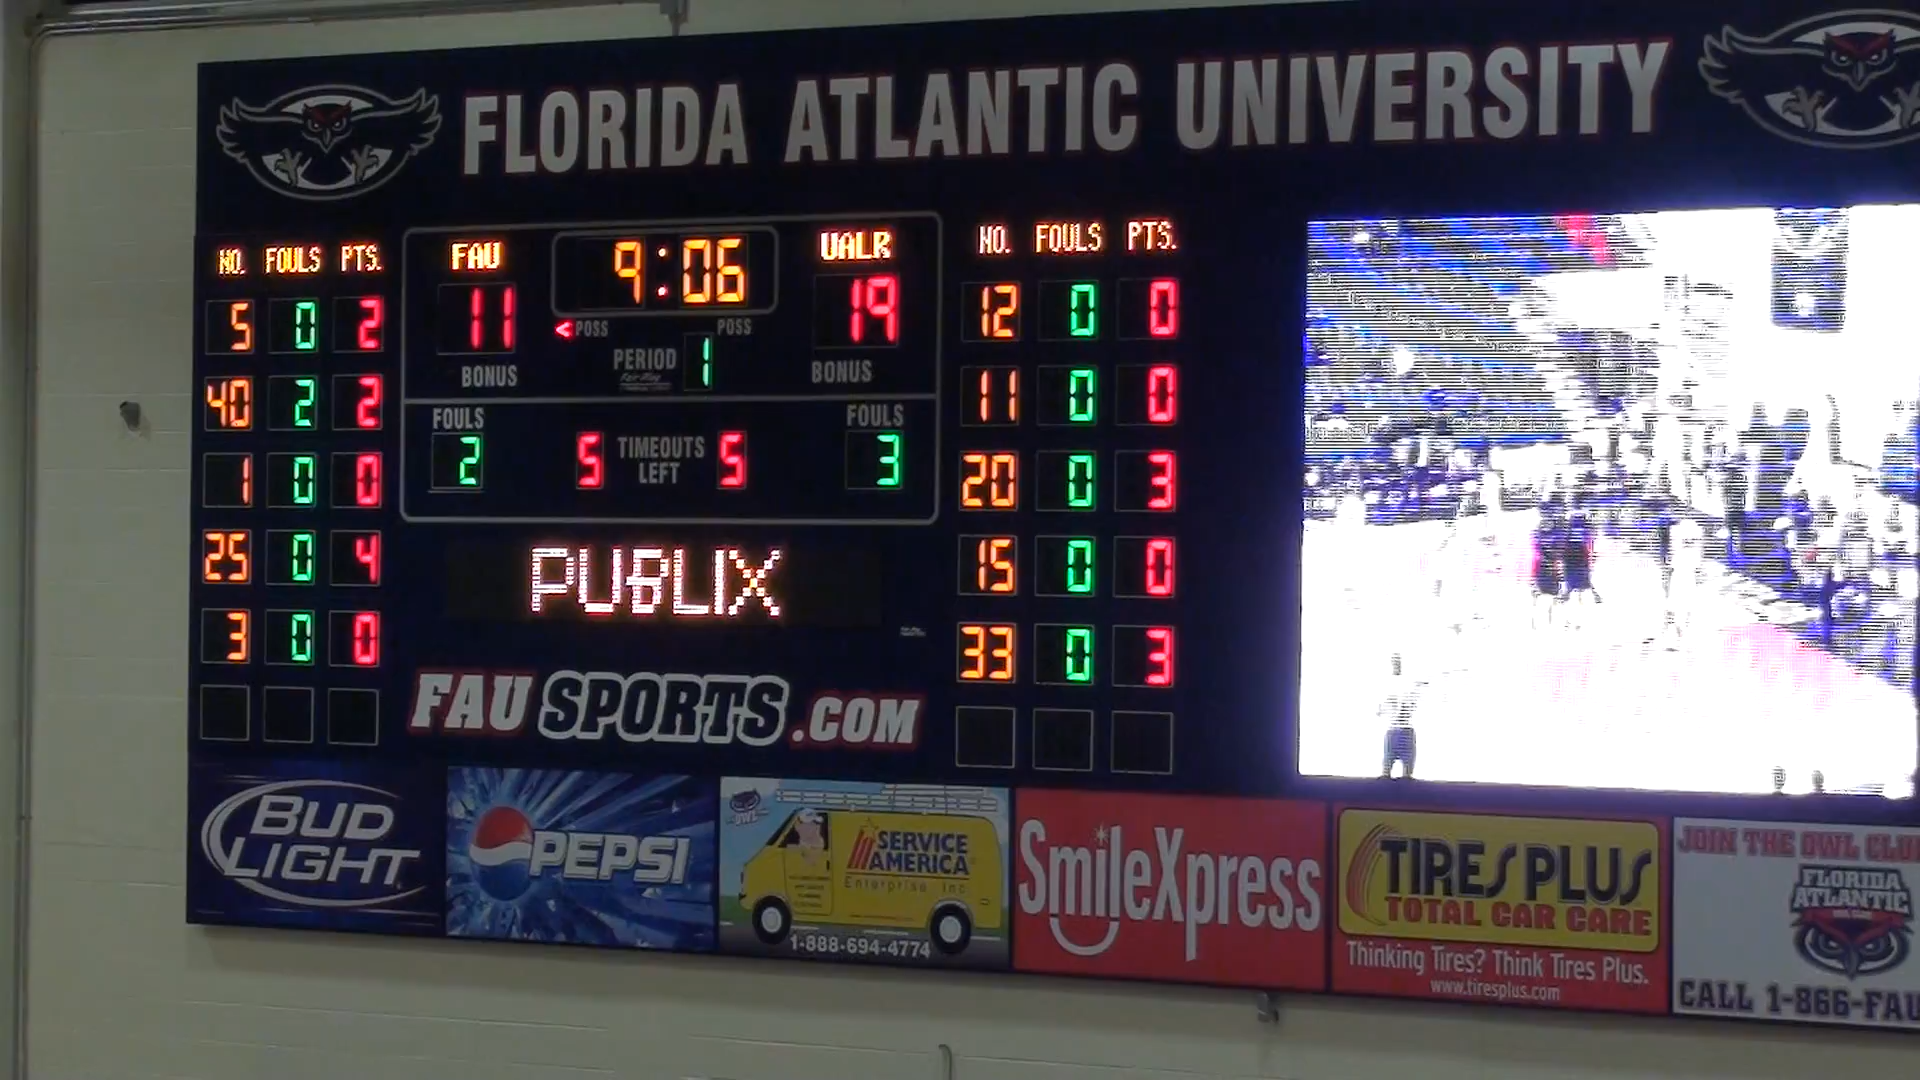 FLORIDA ATLANTIC UNIVERSITY
NO. FOULS PTS.
5 0 2
40 2 2
1 0 0
25 0 4
3 0 0
FAU 9:06 UALR
11 19
< POSS POSS
PERIOD 1
Fair-Play
BONUS BONUS
FOULS FOULS
2 5 TIMEOUTS LEFT 5 3
PUBLIX
FAUSPORTS.COM
NO. FOULS PTS.
12 0 0
11 0 0
20 0 3
15 0 0
33 0 3
BUD
LIGHT
PEPSI
OWL
SERVICE
AMERICA
Enterprise Inc
1-888-694-4774
SmileXpress
TIRES PLUS
TOTAL CAR CARE
Thinking Tires? Think Tires Plus.
www.tiresplus.com
JOIN THE OWL CLU
FLORIDA
ATLANTIC
CALL 1-866-FAU